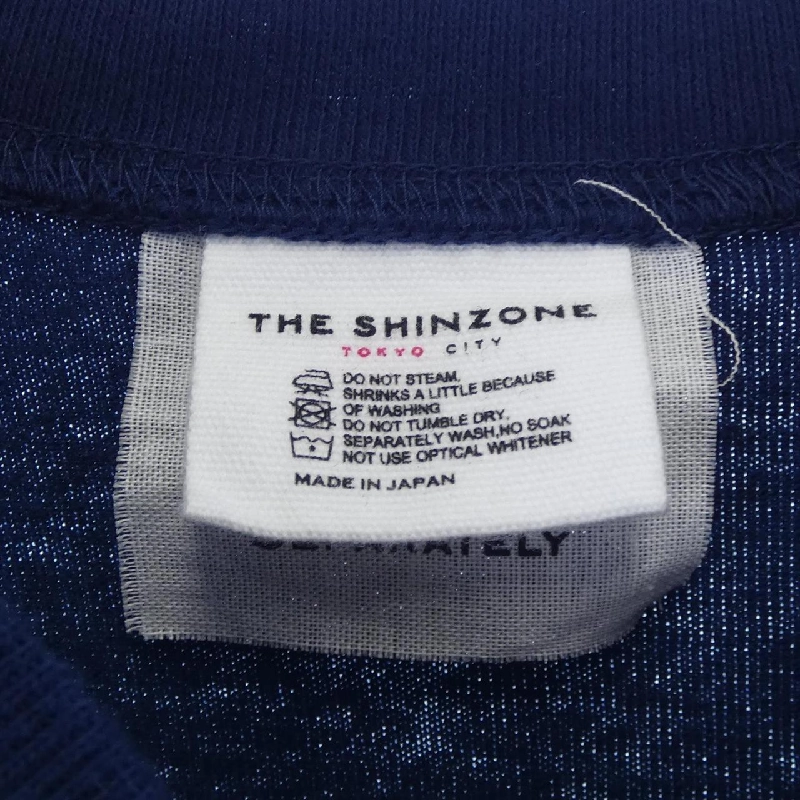 THE SHINZONE
TOKYO CITY
DO NOT STEAM.
SHRINKS A LITTLE BECAUSE
OF WASHING
DO NOT TUMBLE DRY.
SEPARATELY WASH,NO SOAK
NOT USE OPTICAL WHITENER
MADE IN JAPAN
SEPARATELY